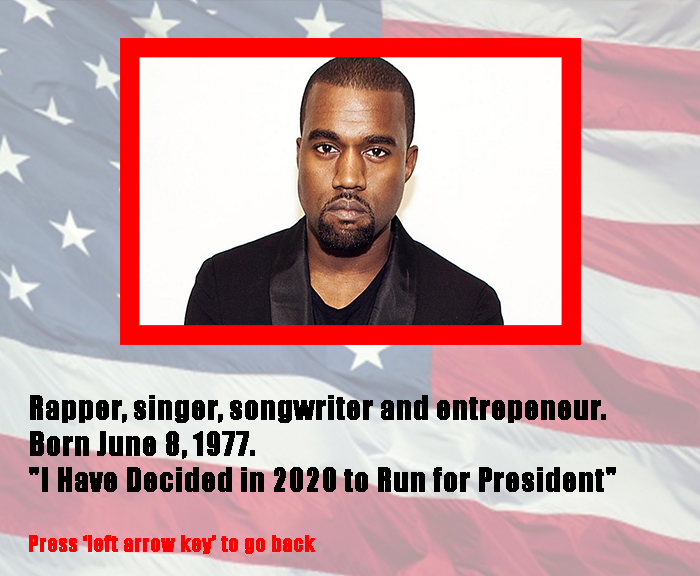 Rapper, singer, songwriter and entrepeneur.
Born June 8, 1977.
"I Have Decided in 2020 to Run for President"
Press 'left arrow key' to go back